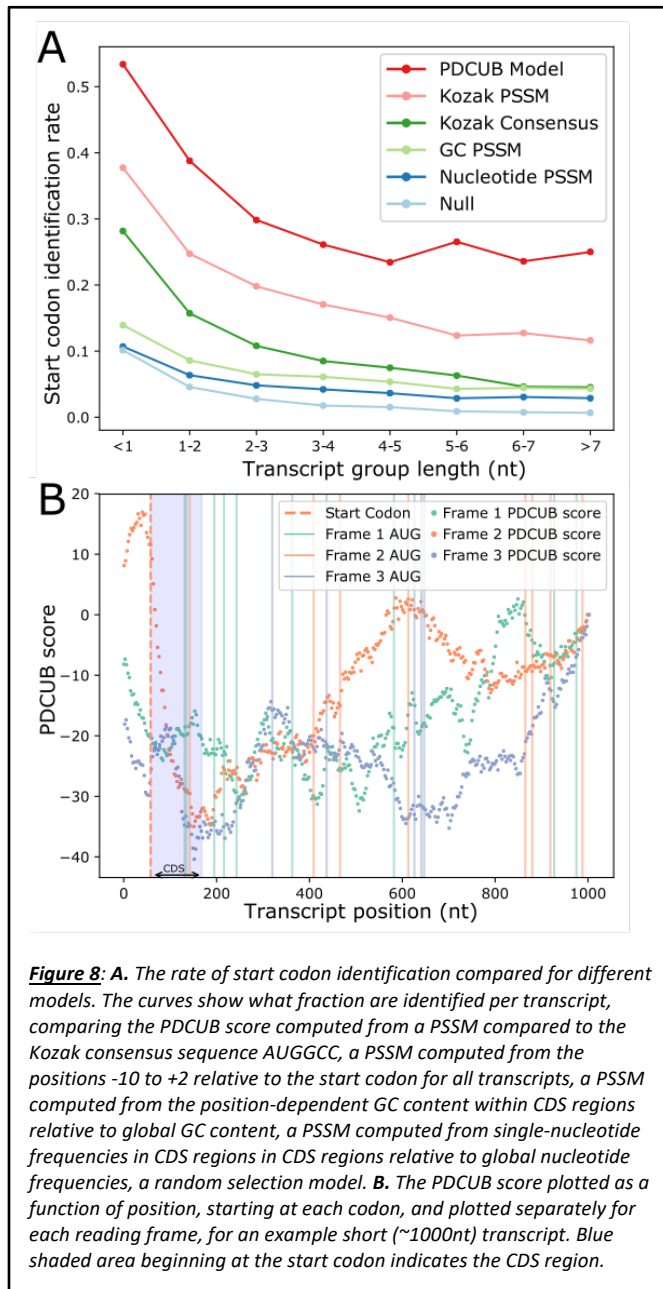 A
0.5
0.4
0.3
0.2
0.1
0.0
Start codon identification rate
PDCUB Model
Kozak PSSM
Kozak Consensus
GC PSSM
Nucleotide PSSM
Null
<1 1-2 2-3 3-4 4-5 5-6 6-7 >7
Transcript group length (nt)
B
20
10
0
−10
−20
−30
−40
PDCUB score
Start Codon
Frame 1 AUG
Frame 2 AUG
Frame 3 AUG
Frame 1 PDCUB score
Frame 2 PDCUB score
Frame 3 PDCUB score
CDS
0 200 400 600 800 1000
Transcript position (nt)
Figure 8: A. The rate of start codon identification compared for different
models. The curves show what fraction are identified per transcript,
comparing the PDCUB score computed from a PSSM compared to the
Kozak consensus sequence AUGGCC, a PSSM computed from the
positions -10 to +2 relative to the start codon for all transcripts, a PSSM
computed from the position-dependent GC content within CDS regions
relative to global GC content, a PSSM computed from single-nucleotide
frequencies in CDS regions in CDS regions relative to global nucleotide
frequencies, a random selection model. B. The PDCUB score plotted as a
function of position, starting at each codon, and plotted separately for
each reading frame, for an example short (~1000nt) transcript. Blue
shaded area beginning at the start codon indicates the CDS region.